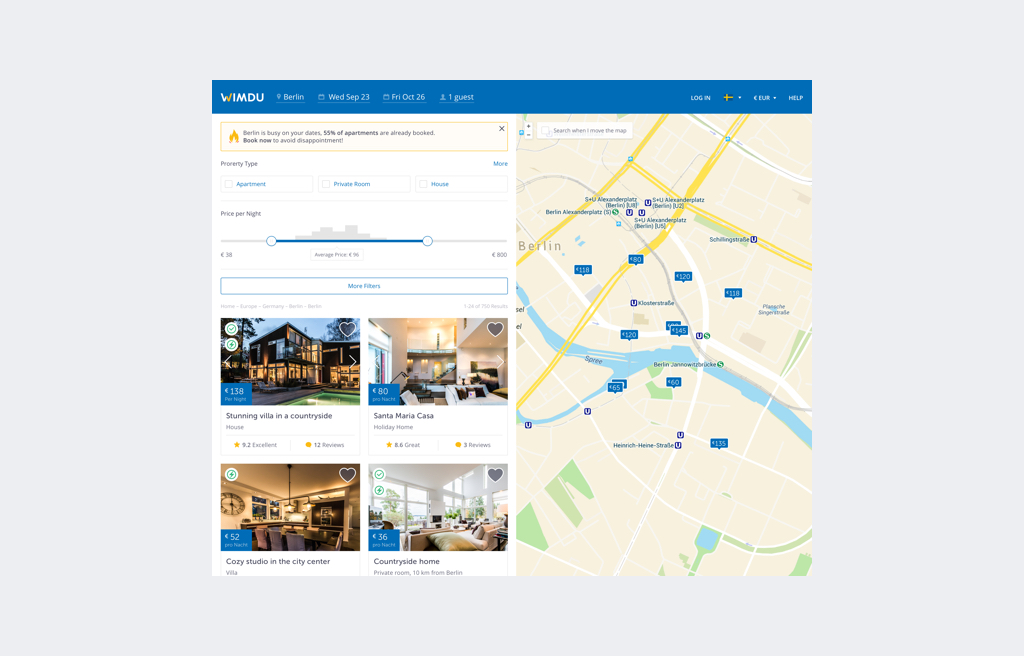 WIMDU
Berlin
Wed Sep 23
Fri Oct 26
1 guest
LOG IN
€ EUR
HELP
Berlin is busy on your dates, 55% of apartments are already booked.
Book now to avoid disappointment!
Prorerty Type
More
Apartment
Private Room
House
Price per Night
€ 38
Average Price: € 96
€ 800
More Filters
Home - Europe - Germany - Berlin - Berlin
1-24 of 750 Results
€ 138
Per Night
Stunning villa in a countryside
House
9.2 Excellent
12 Reviews
€ 80
pro Nacht
Santa Maria Casa
Holiday Home
8.6 Great
3 Reviews
€ 52
pro Nacht
Cozy studio in the city center
Villa
€ 36
pro Nacht
Countryside home
Private room, 10 km from Berlin
+
−
Search when I move the map
S+U Alexanderplatz
(Berlin) [U8]
S+U Alexanderplatz
(Berlin) [U2]
Berlin Alexanderplatz (S)
S+U Alexanderplatz
(Berlin) [U5]
Schillingstraße
Berlin
€80
€118
€120
€118
Klosterstraße
Plansche
Singerstraße
sel
el
€120
€145
Spree
Berlin Jannowitzbrücke
€65
€60
Heinrich-Heine-Straße
€135